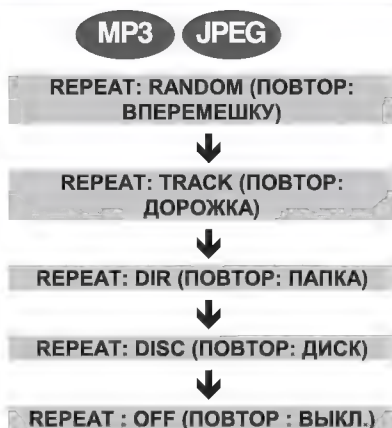 MP3 JPEG
REPEAT: RANDOM (ПОВТОР:
ВПЕРЕМЕШКУ)
REPEAT: TRACK (ПОВТОР:
ДОРОЖКА)
REPEAT: DIR (ПОВТОР: ПАПКА)
REPEAT: DISC (ПОВТОР: ДИСК)
REPEAT : OFF (ПОВТОР : ВЫКЛ.)